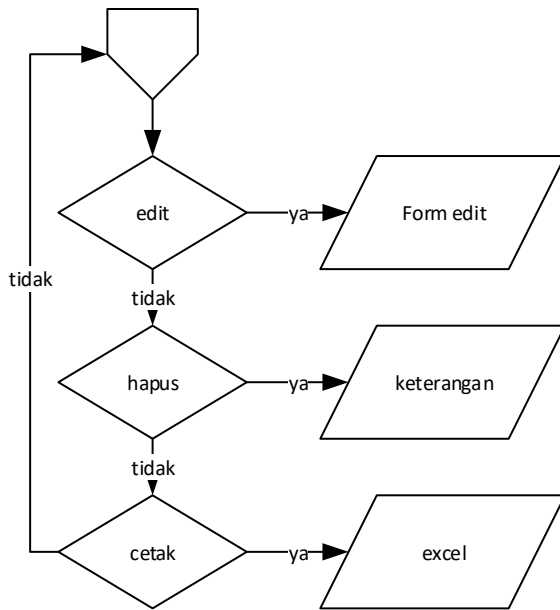 edit
ya
Form edit
tidak
tidak
hapus
ya
keterangan
tidak
cetak
ya
excel